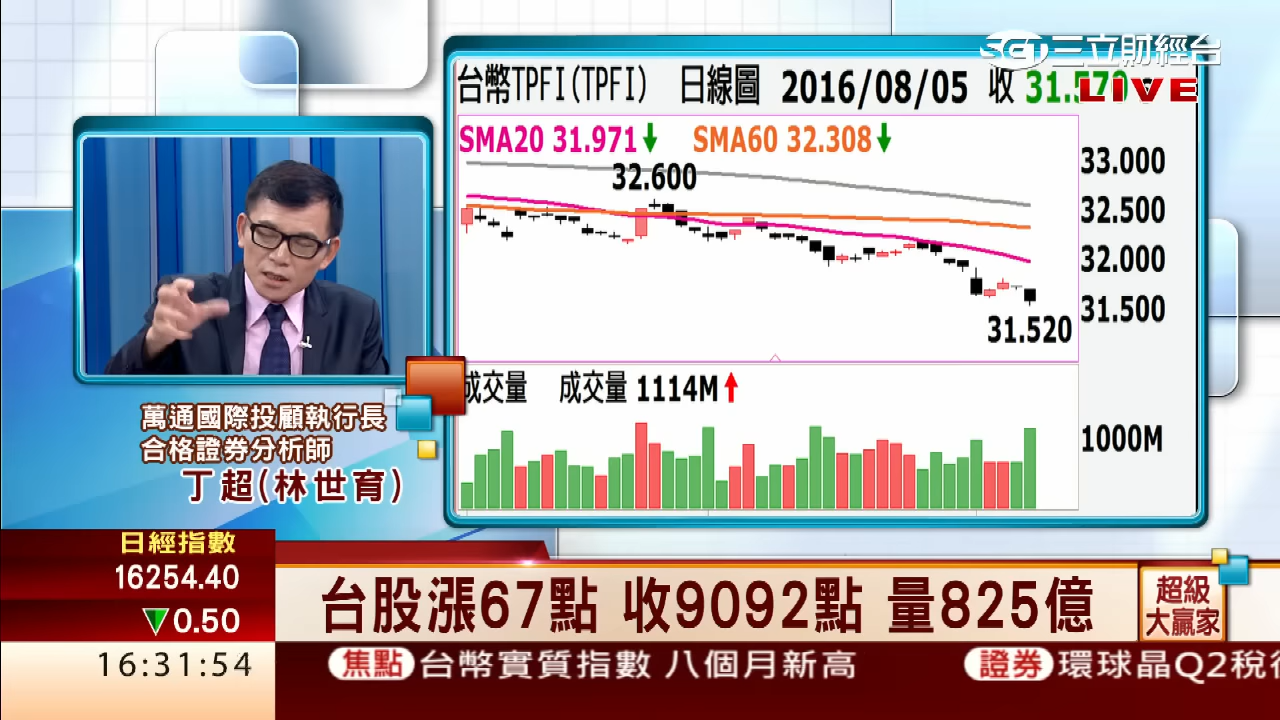 SET三立財經台
LIVE
台幣TPFI(TPFI) 日線圖 2016/08/05 收 31.570
SMA20 31.971↓ SMA60 32.308↓
32.600
33.000
32.500
32.000
31.500
31.520
成交量 成交量 1114M↑
1000M
萬通國際投顧執行長
合格證券分析師
丁超(林世育)
日經指數
16254.40
▼0.50
台股漲67點 收9092點 量825億
超級
大贏家
16:31:54
焦點 台幣實質指數 八個月新高
證券 環球晶Q2稅後